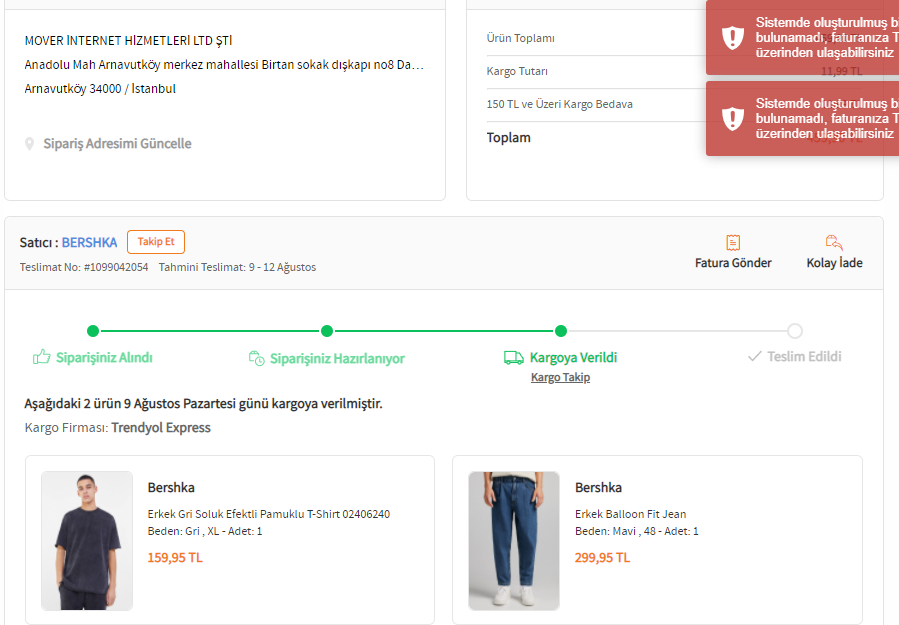 MOVER İNTERNET HİZMETLERİ LTD ŞTİ
Anadolu Mah Arnavutköy merkez mahallesi Birtan sokak dışkapı no8 Da...
Arnavutköy 34000 / İstanbul
Sipariş Adresimi Güncelle
Ürün Toplamı
Kargo Tutarı
11,99 TL
150 TL ve Üzeri Kargo Bedava
Toplam
Sistemde oluşturulmuş bi
bulunamadı, faturanıza T
üzerinden ulaşabilirsiniz
Sistemde oluşturulmuş bi
bulunamadı, faturanıza T
üzerinden ulaşabilirsiniz
Satıcı : BERSHKA
Takip Et
Teslimat No: #1099042054 Tahmini Teslimat: 9 - 12 Ağustos
Fatura Gönder
Kolay İade
Siparişiniz Alındı
Siparişiniz Hazırlanıyor
Kargoya Verildi
Teslim Edildi
Kargo Takip
Aşağıdaki 2 ürün 9 Ağustos Pazartesi günü kargoya verilmiştir.
Kargo Firması: Trendyol Express
Bershka
Erkek Gri Soluk Efektli Pamuklu T-Shirt 02406240
Beden: Gri , XL - Adet: 1
159,95 TL
Bershka
Erkek Balloon Fit Jean
Beden: Mavi , 48 - Adet: 1
299,95 TL